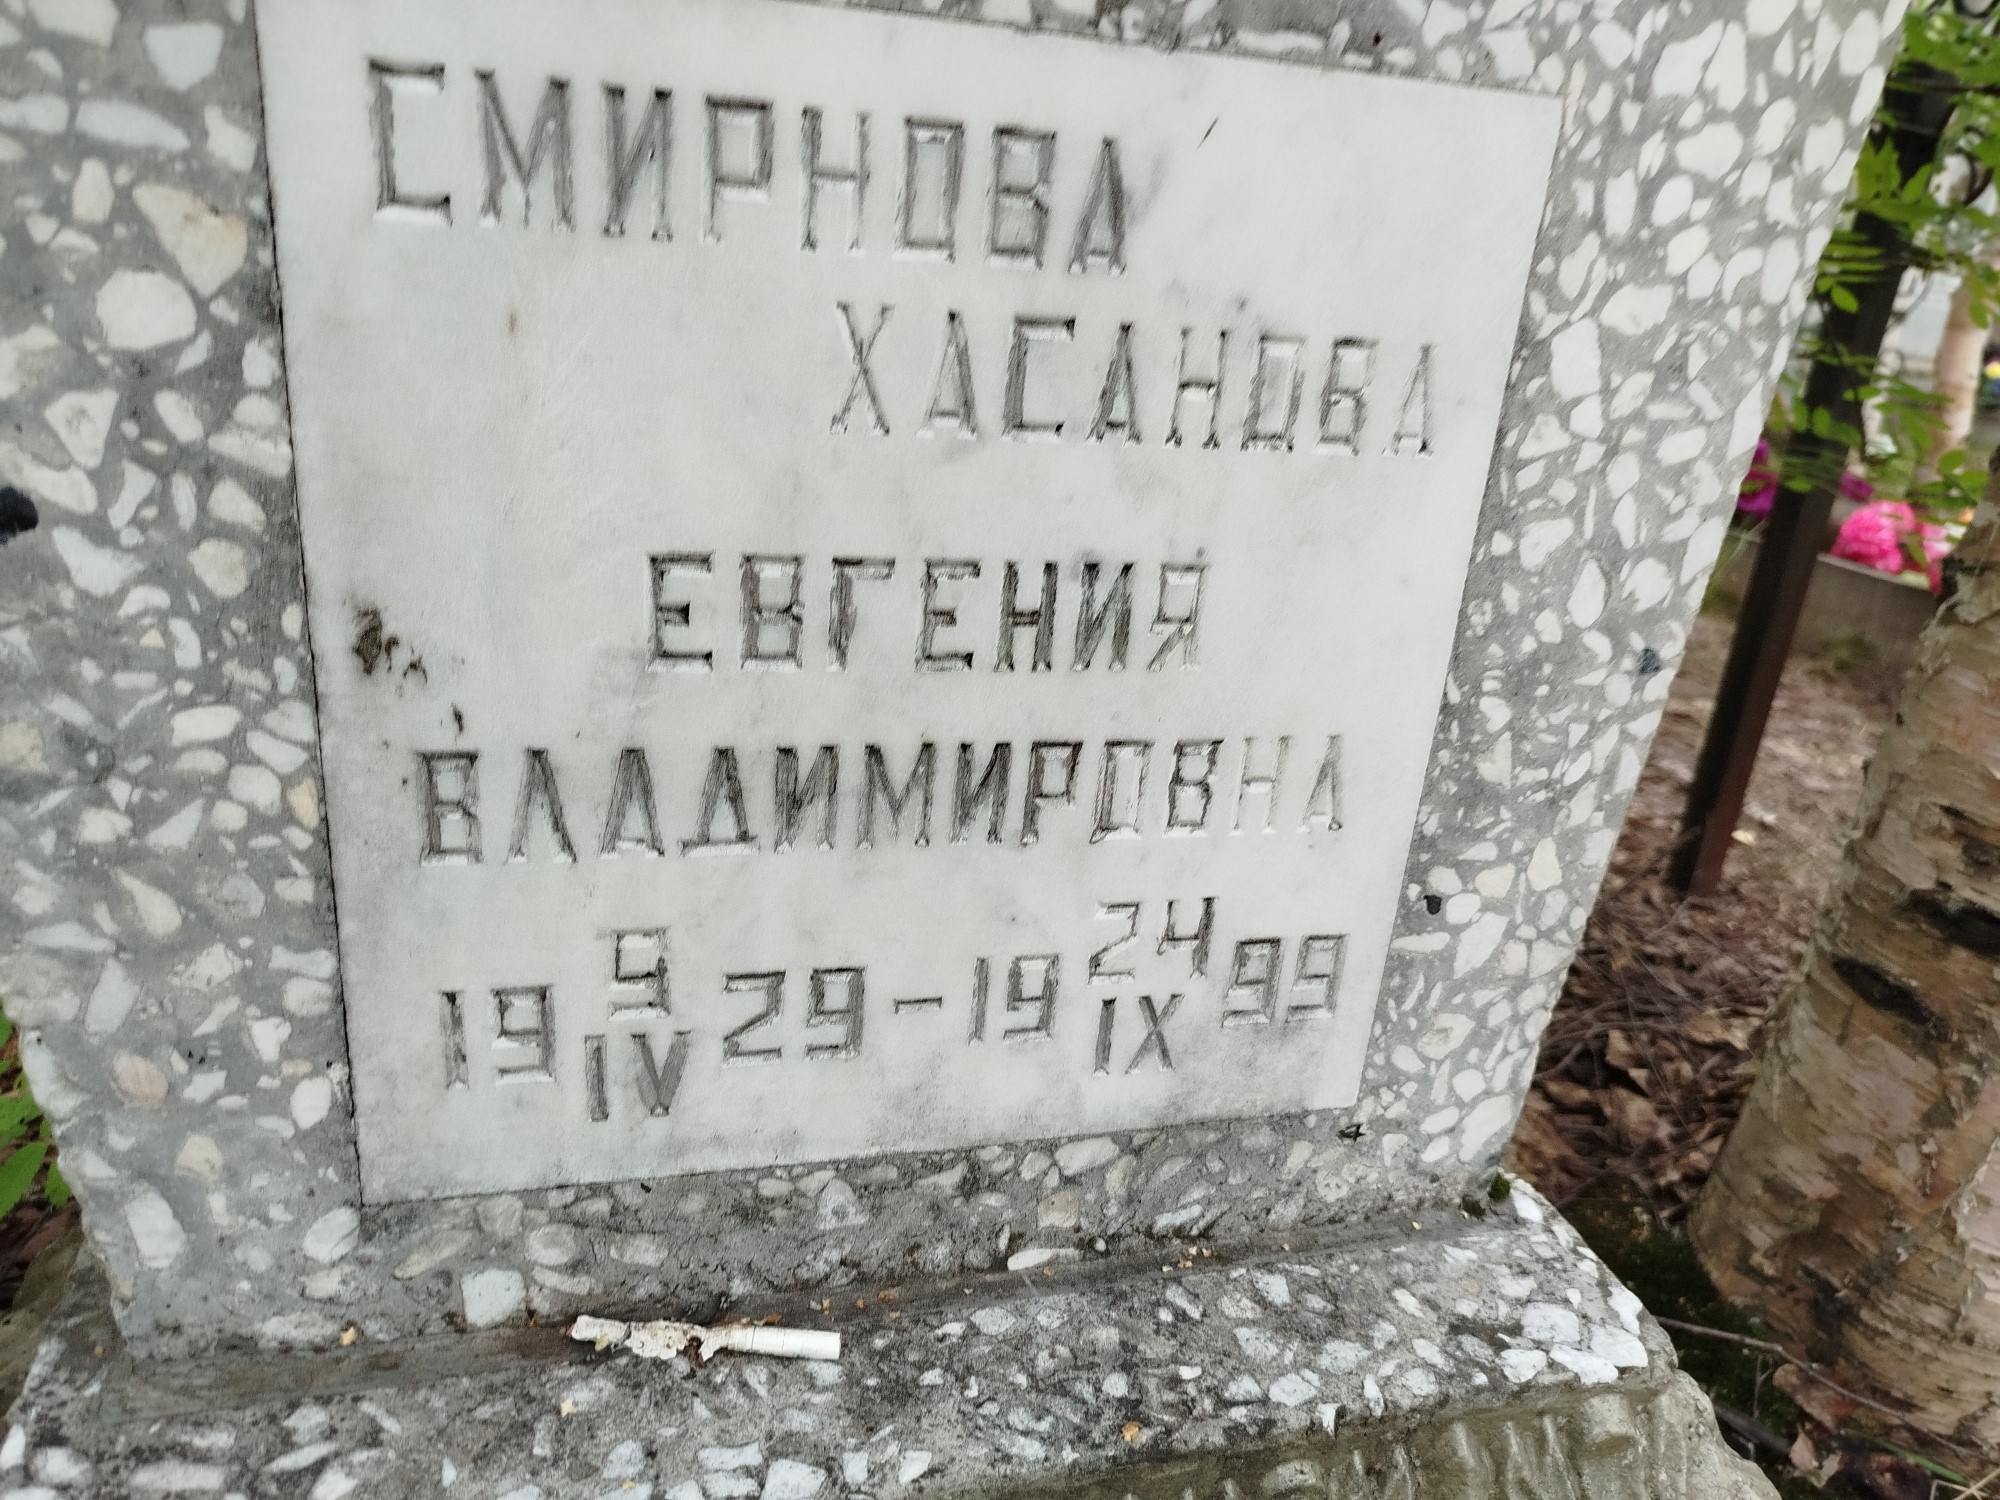 СМИРНОВА
ХАСАНОВА
ЕВГЕНИЯ
ВЛАДИМИРОВНА
19 9/IV 29 - 19 24/IX 99